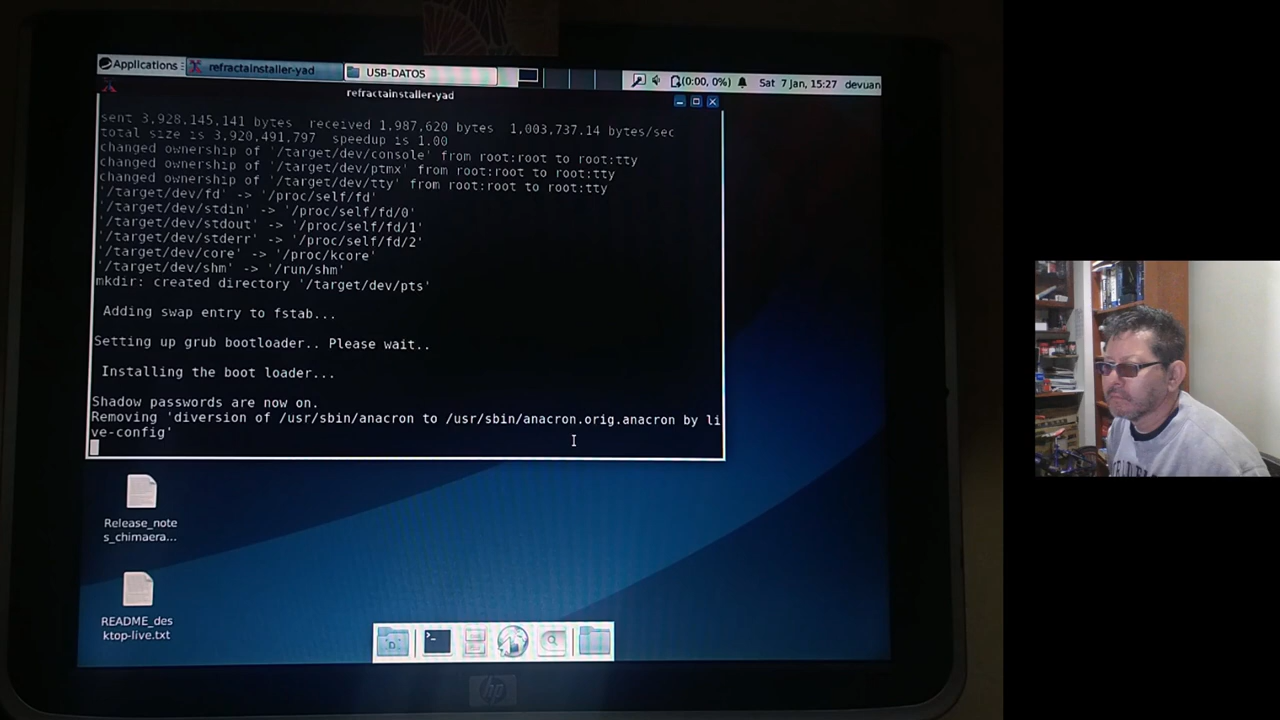 Applications
refractainstaller-yad
USB-DATOS
(0:00, 0%)
Sat 7 Jan, 15:27
devuan
refractainstaller-yad
sent 3,928,145,141 bytes received 1,987,620 bytes 1,003,737.14 bytes/sec
total size is 3,920,491,797 speedup is 1.00
changed ownership of '/target/dev/console' from root:root to root:tty
changed ownership of '/target/dev/ptmx' from root:root to root:tty
changed ownership of '/target/dev/tty' from root:root to root:tty
'/target/dev/fd' -> '/proc/self/fd'
'/target/dev/stdin' -> '/proc/self/fd/0'
'/target/dev/stdout' -> '/proc/self/fd/1'
'/target/dev/stderr' -> '/proc/self/fd/2'
'/target/dev/core' -> '/proc/kcore'
'/target/dev/shm' -> '/run/shm'
mkdir: created directory '/target/dev/pts'
Adding swap entry to fstab...
Setting up grub bootloader.. Please wait..
Installing the boot loader...
Shadow passwords are now on.
Removing 'diversion of /usr/sbin/anacron to /usr/sbin/anacron.orig.anacron by li
ve-config'
Release_note
s_chimaera...
README_des
ktop-live.txt
hp